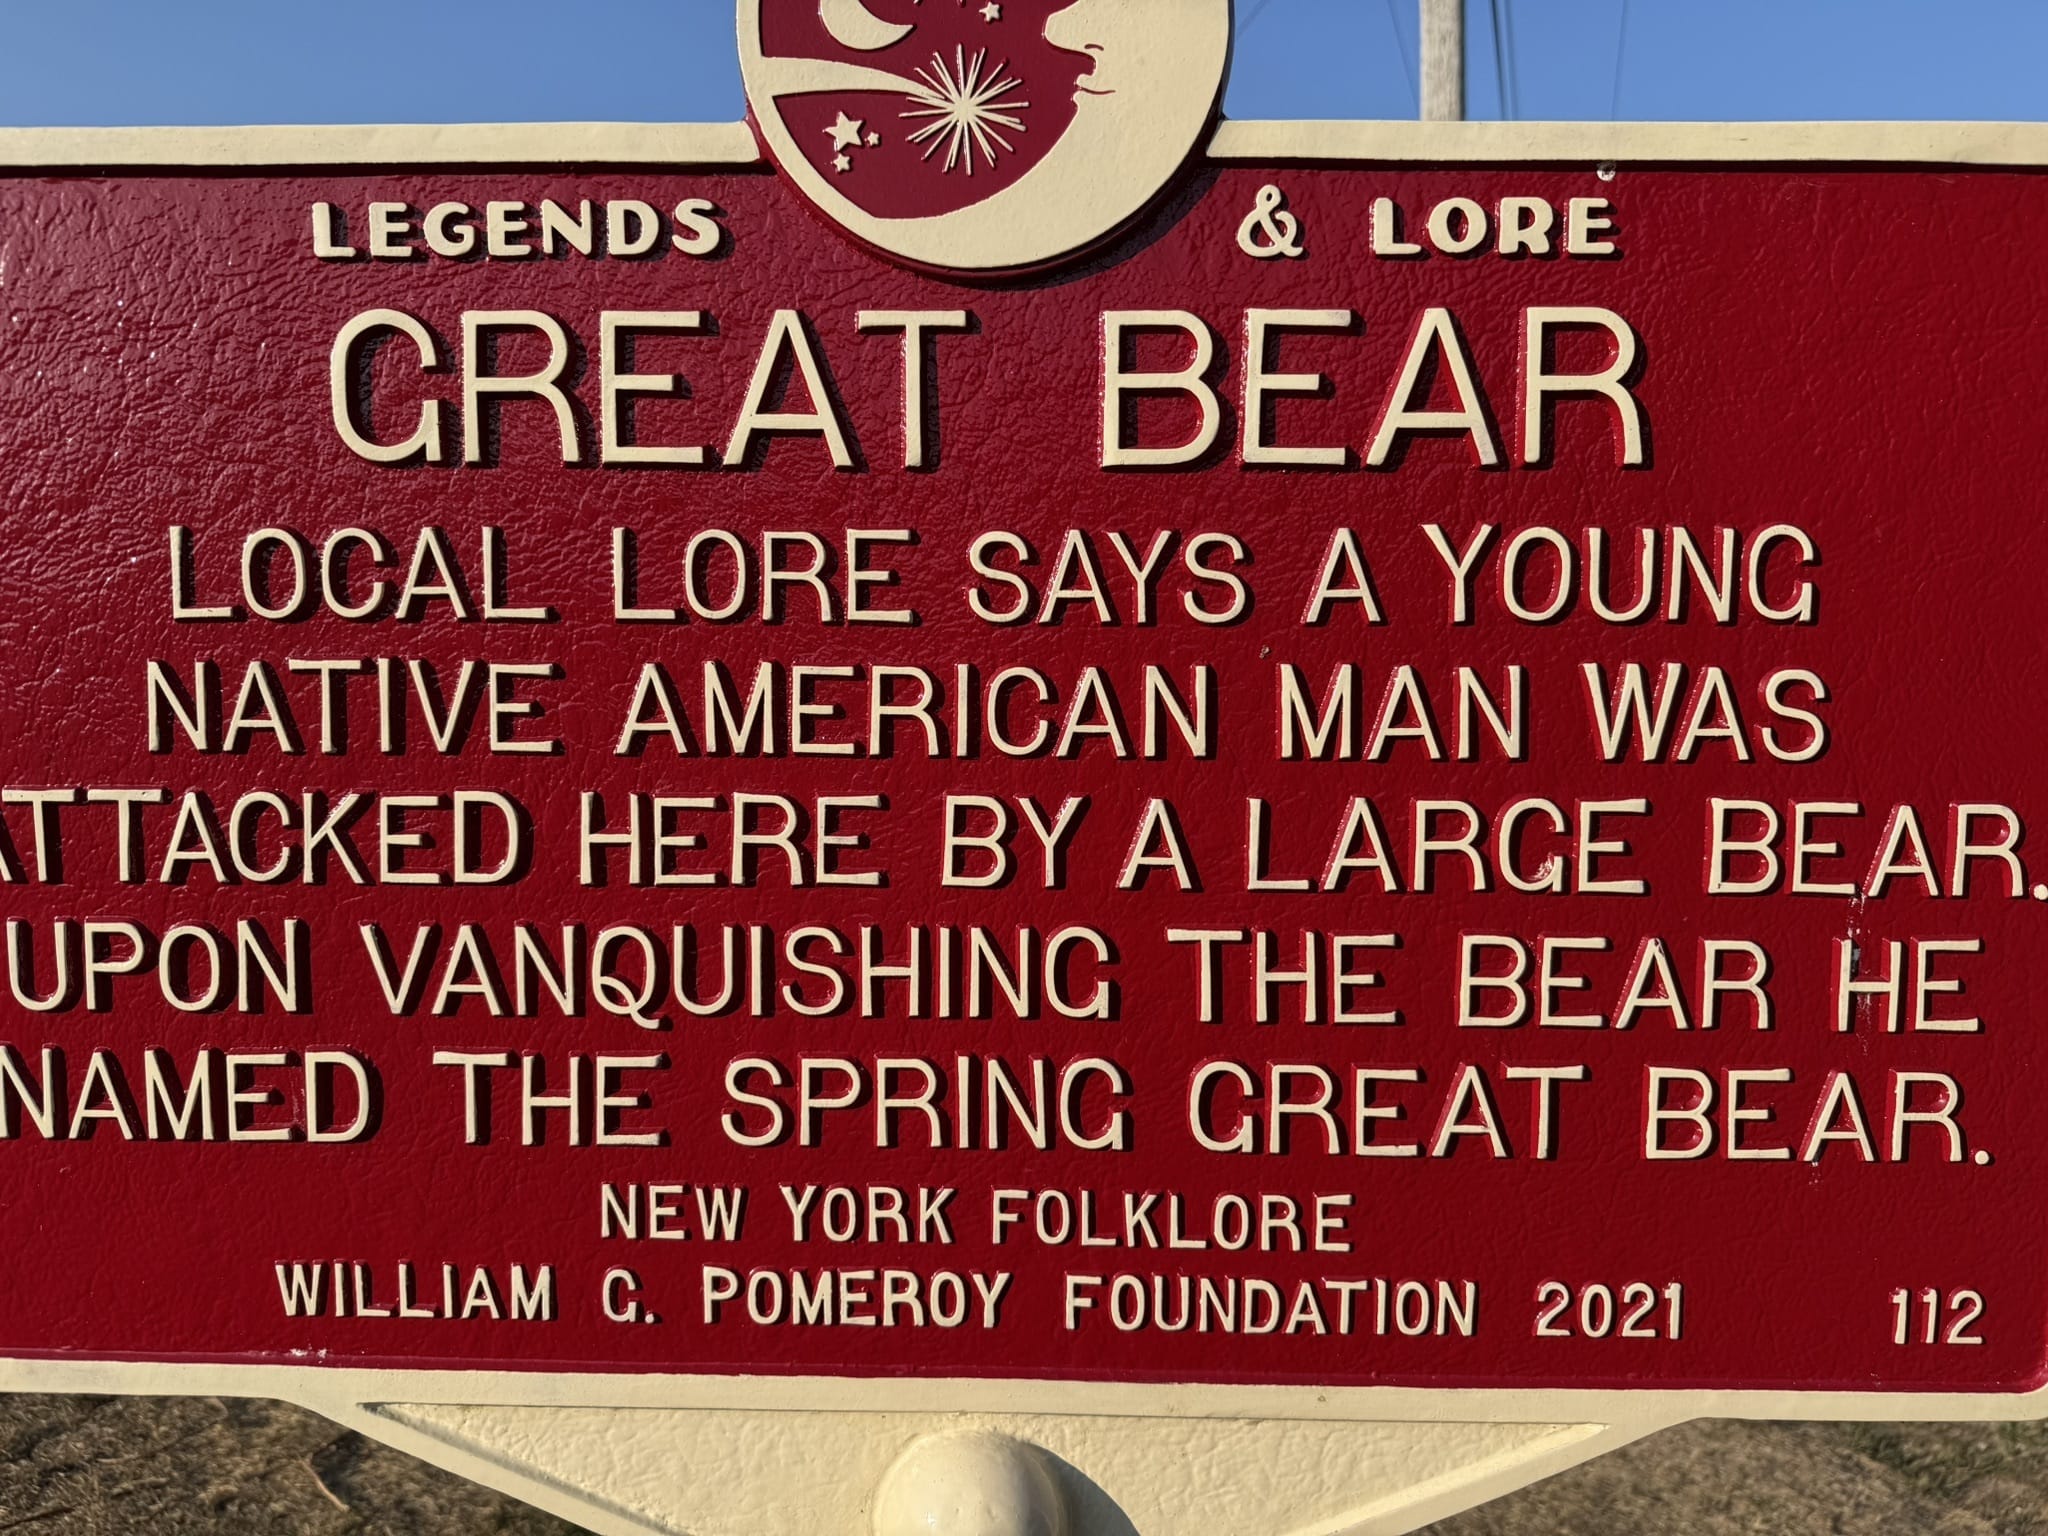 LEGENDS & LORE
GREAT BEAR
LOCAL LORE SAYS A YOUNG
NATIVE AMERICAN MAN WAS
ATTACKED HERE BY A LARGE BEAR.
UPON VANQUISHING THE BEAR HE
NAMED THE SPRING GREAT BEAR.
NEW YORK FOLKLORE
WILLIAM G. POMEROY FOUNDATION 2021 112